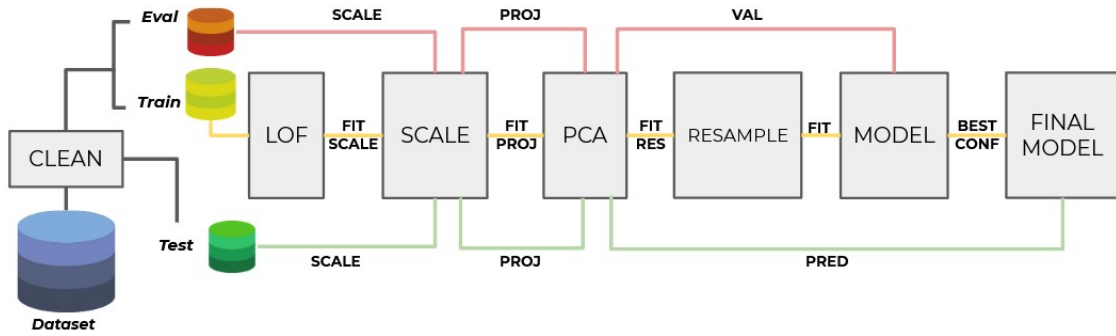 Eval
SCALE
PROJ
VAL
Train
LOF
FIT
SCALE
SCALE
FIT
PROJ
PCA
FIT
RES
RESAMPLE
FIT
MODEL
BEST
CONF
FINAL
MODEL
CLEAN
Test
SCALE
PROJ
PRED
Dataset